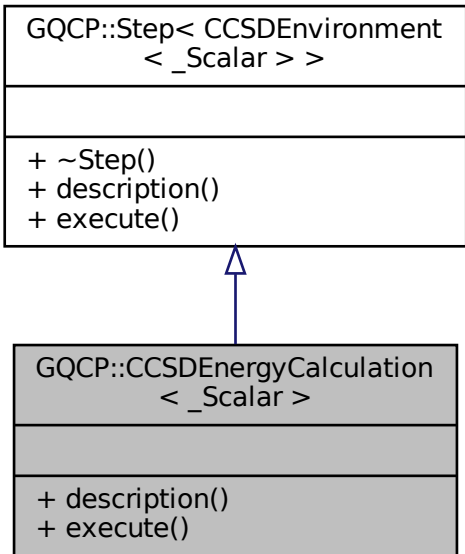 GQCP::Step< CCSDEnvironment
< _Scalar > >
+ ~Step()
+ description()
+ execute()
GQCP::CCSDEnergyCalculation
< _Scalar >
+ description()
+ execute()